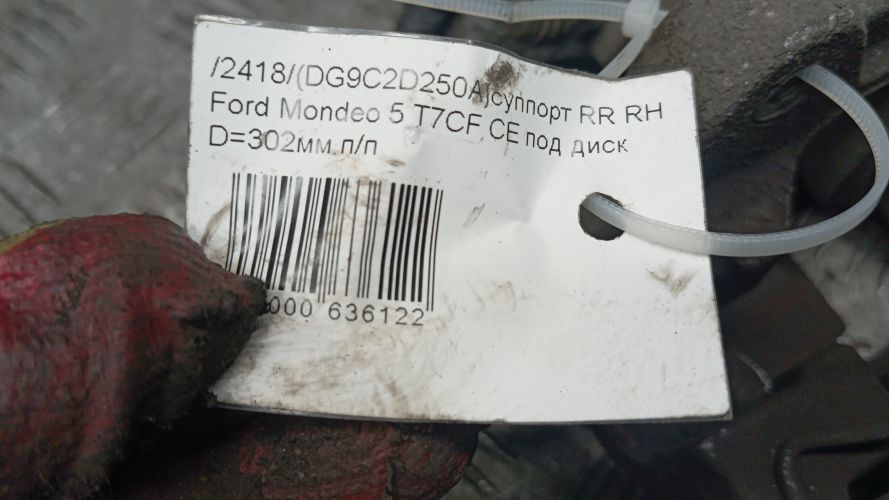 /2418/(DG9C2D250A)суппорт RR RH
Ford Mondeo 5 T7CF CE под диск
D=302мм п/п
000 636122